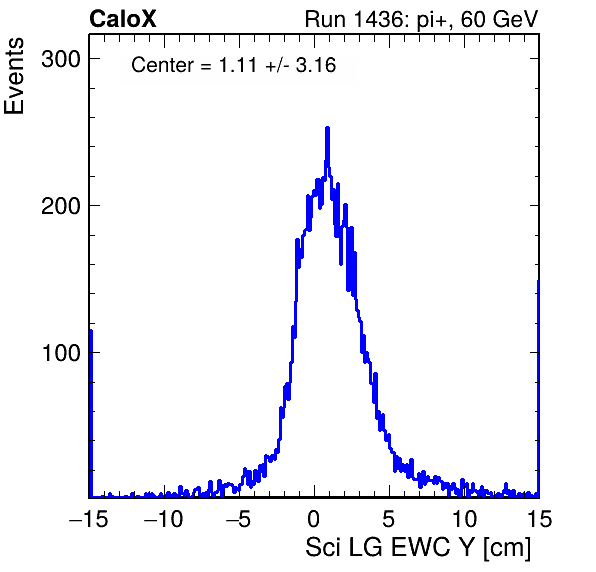 CaloX Run 1436: pi+, 60 GeV
Events
Center = 1.11 +/- 3.16
300
200
100
−15 −10 −5 0 5 10 15
Sci LG EWC Y [cm]